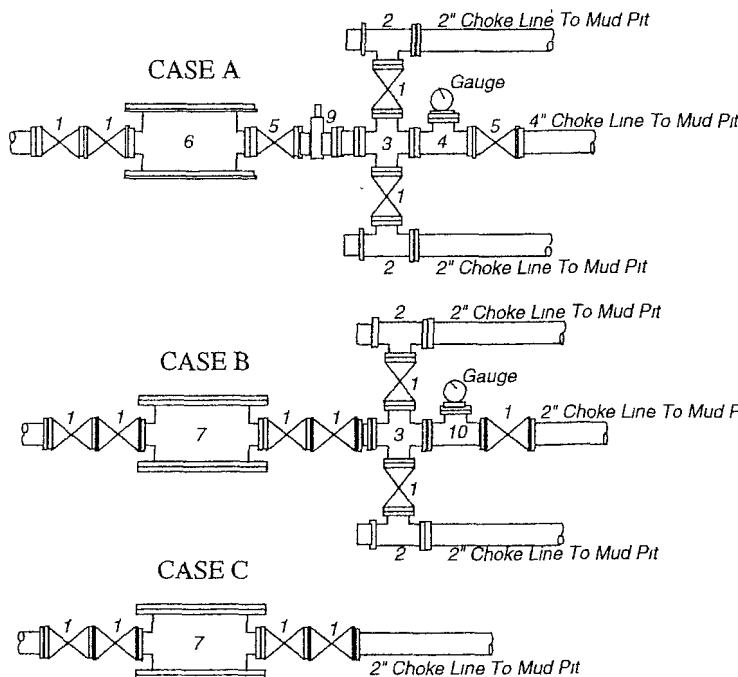 2 2" Choke Line To Mud Pit
CASE A
Gauge
1
1 1 6 5 9 3 4 5 4" Choke Line To Mud Pit
1
2 2" Choke Line To Mud Pit
2 2" Choke Line To Mud Pit
CASE B
Gauge
1
1 1 7 1 1 3 10 1 2" Choke Line To Mud P
1
2 2" Choke Line To Mud Pit
CASE C
1 1 7 1 1
2" Choke Line To Mud Pit